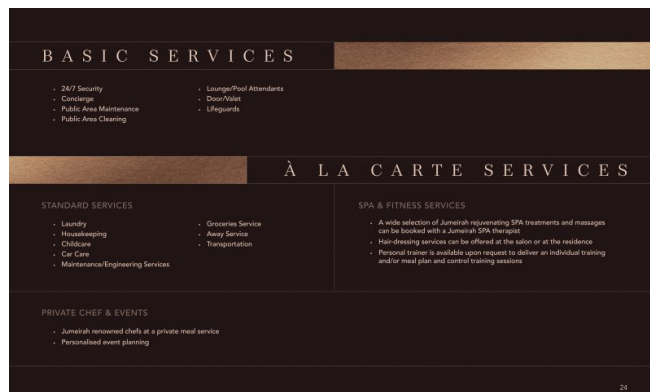 BASIC SERVICES
• 24/7 Security
• Concierge
• Public Area Maintenance
• Public Area Cleaning
• Lounge/Pool Attendants
• Door/Valet
• Lifeguards
À LA CARTE SERVICES
STANDARD SERVICES
• Laundry
• Housekeeping
• Childcare
• Car Care
• Maintenance/Engineering Services
• Groceries Service
• Away Service
• Transportation
SPA & FITNESS SERVICES
• A wide selection of Jumeirah rejuvenating SPA treatments and massages
can be booked with a Jumeirah SPA therapist
• Hair-dressing services can be offered at the salon or at the residence
• Personal trainer is available upon request to deliver an individual training
and/or meal plan and control training sessions
PRIVATE CHEF & EVENTS
• Jumeirah renowned chefs at a private meal service
• Personalised event planning
24